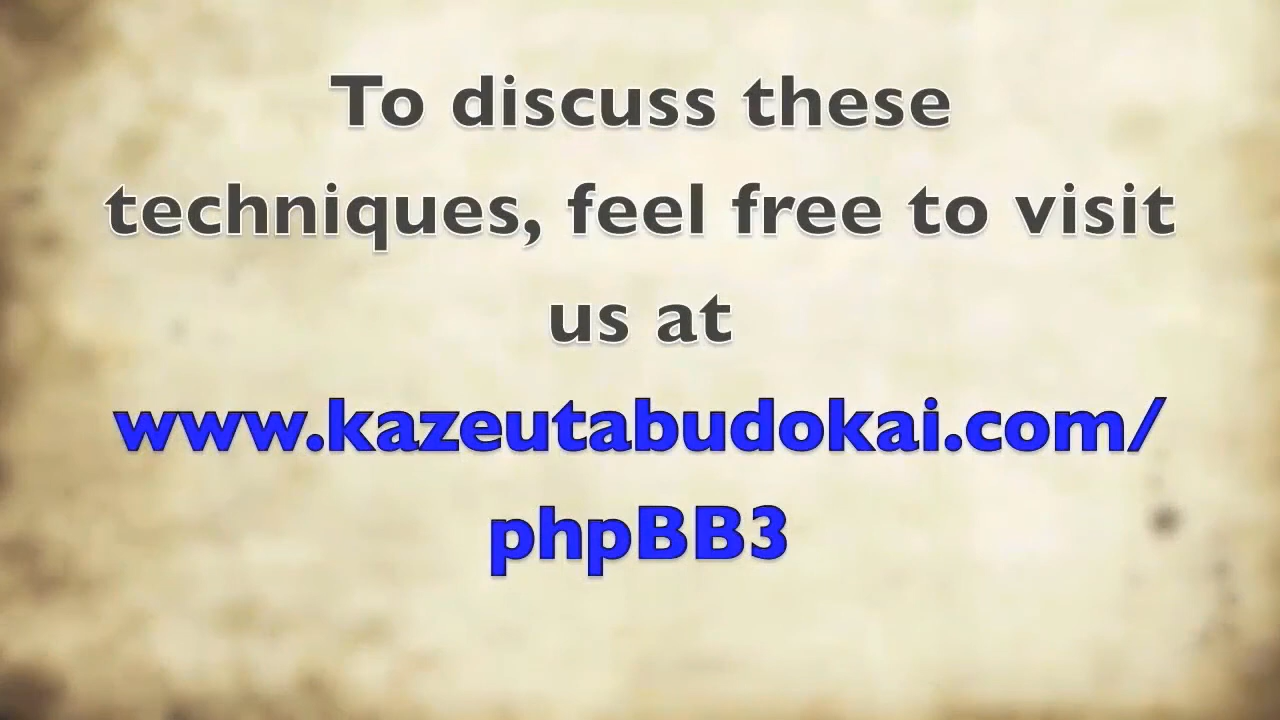 To discuss these
techniques, feel free to visit
us at
www.kazeutabudokai.com/
phpBB3